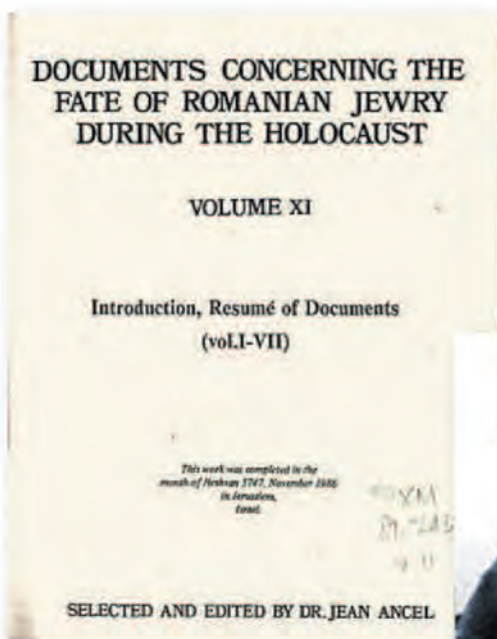 DOCUMENTS CONCERNING THE
FATE OF ROMANIAN JEWRY
DURING THE HOLOCAUST
VOLUME XI
Introduction, Resumé of Documents
(vol.I-VII)
This work was completed in the
month of Heshvan 5747, November 1986
in Jerusalem,
Israel.
SELECTED AND EDITED BY DR. JEAN ANCEL